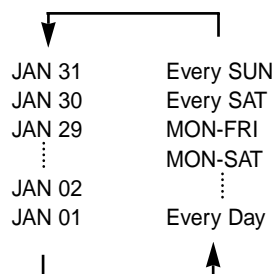 JAN 31 Every SUN
JAN 30 Every SAT
JAN 29 MON-FRI
MON-SAT
JAN 02
JAN 01 Every Day